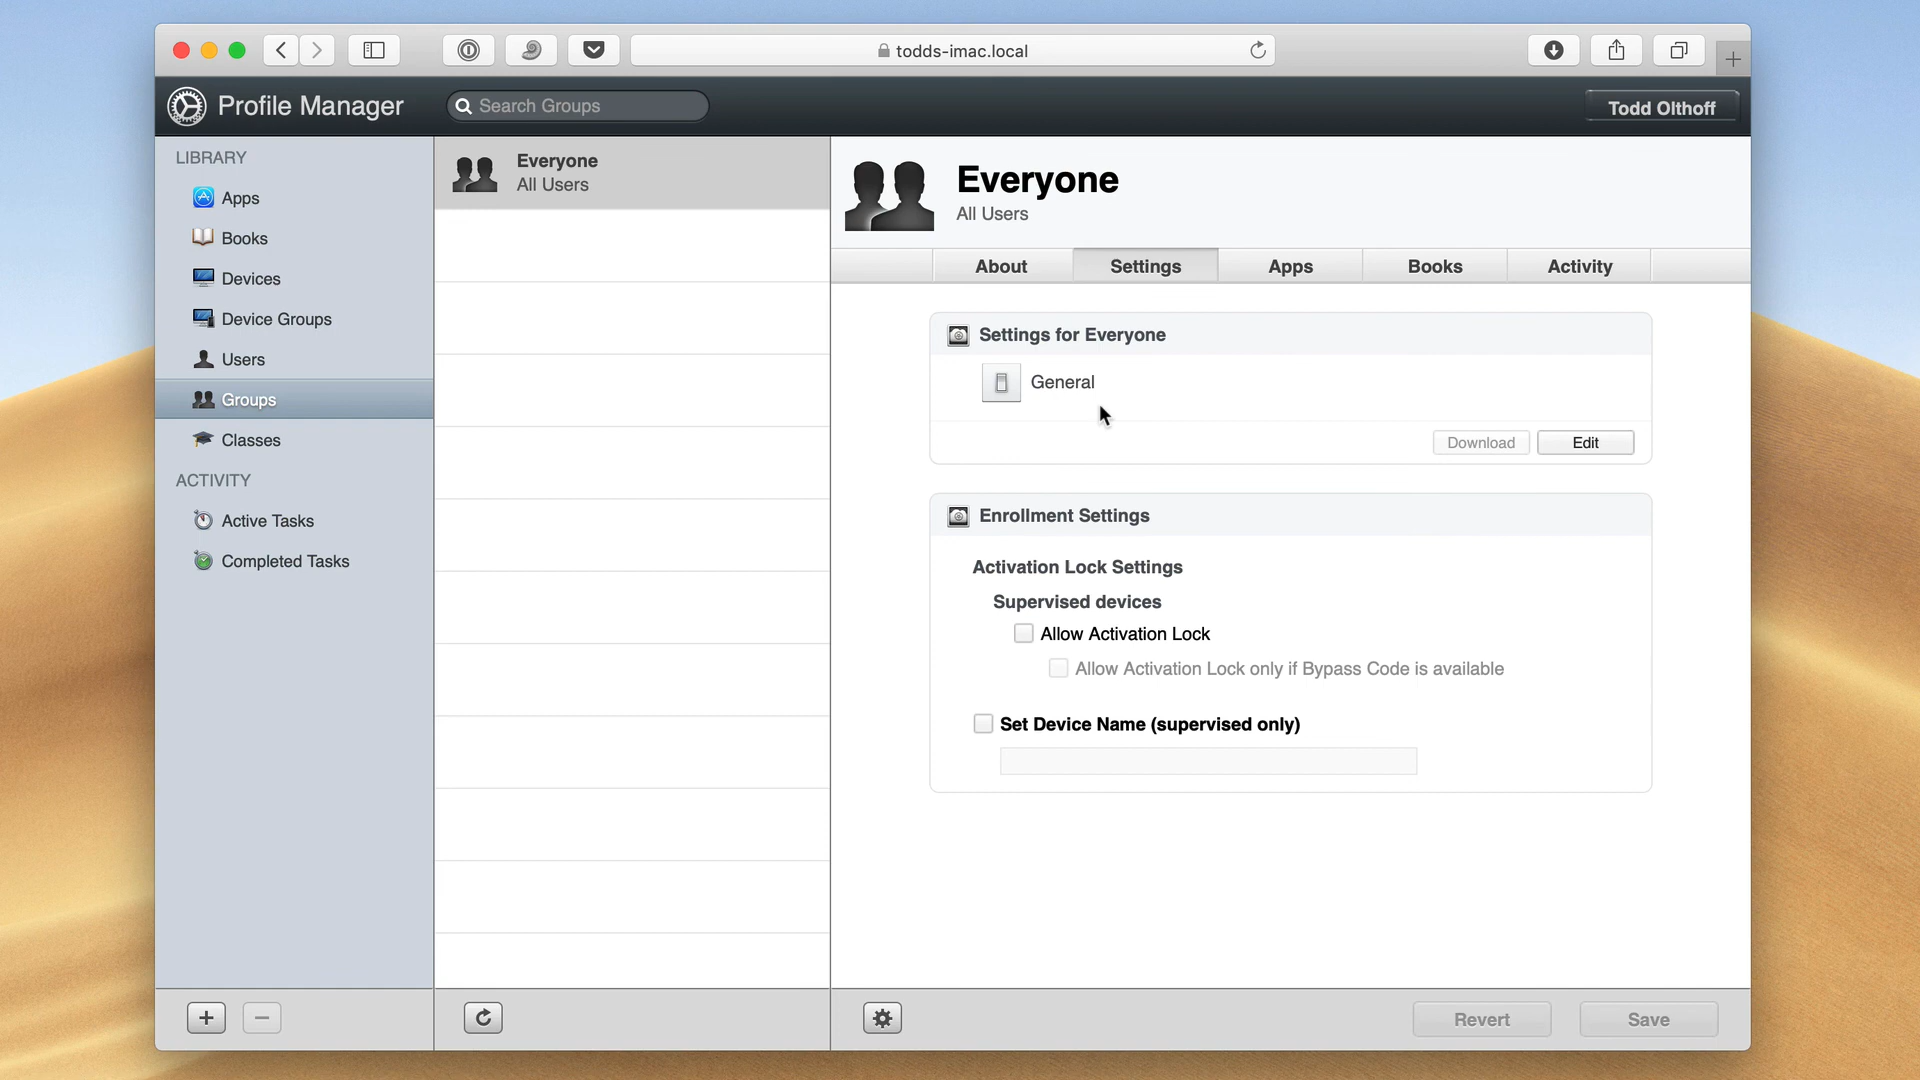 todds-imac.local
Profile Manager
Search Groups
Todd Olthoff
LIBRARY
Apps
Books
Devices
Device Groups
Users
Groups
Classes
ACTIVITY
Active Tasks
Completed Tasks
Everyone
All Users
Everyone
All Users
About Settings Apps Books Activity
Settings for Everyone
General
Download Edit
Enrollment Settings
Activation Lock Settings
Supervised devices
Allow Activation Lock
Allow Activation Lock only if Bypass Code is available
Set Device Name (supervised only)
Revert Save